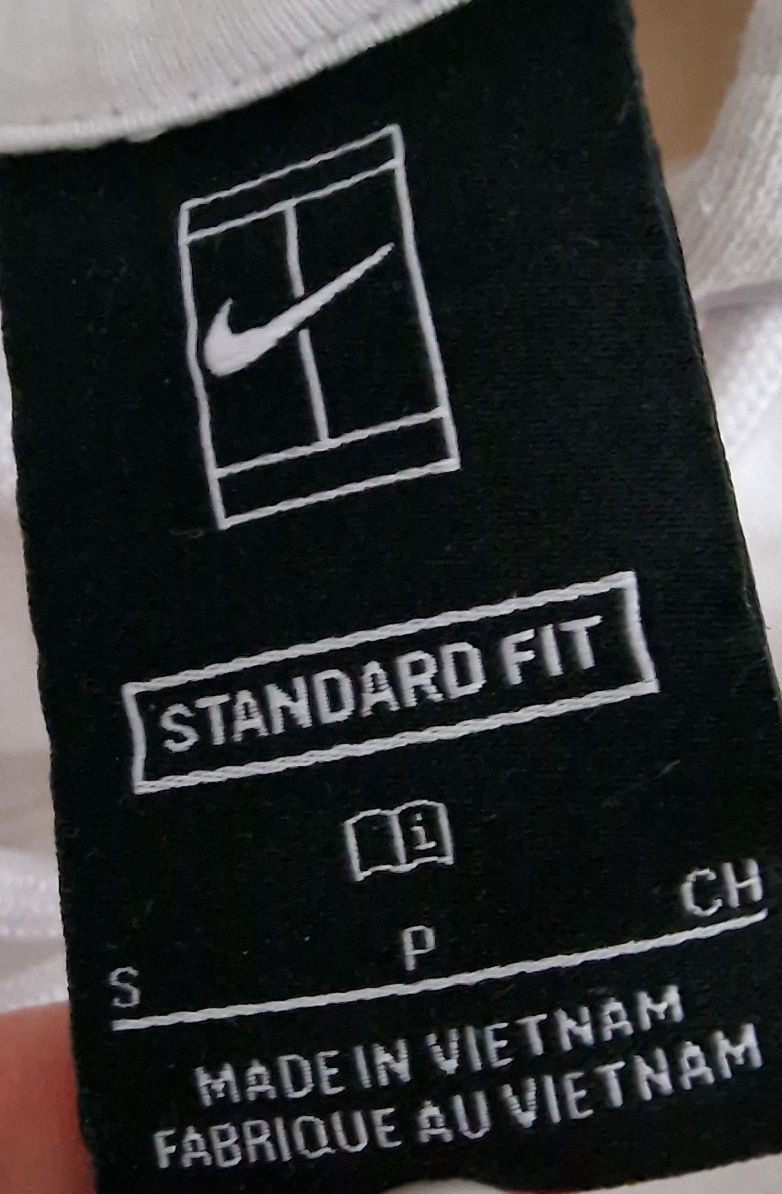 STANDARD FIT
i
S P CH
MADE IN VIETNAM
FABRIQUE AU VIETNAM